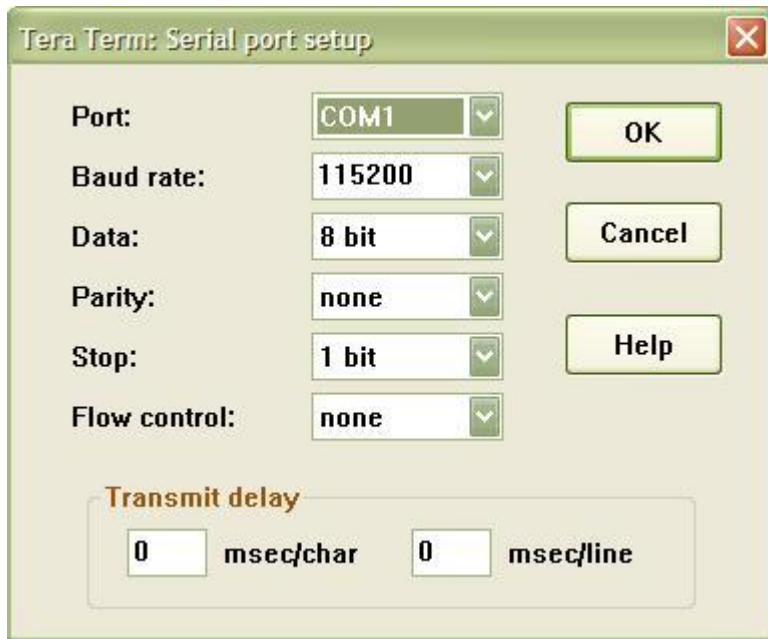 Tera Term: Serial port setup
Port: COM1
OK
Baud rate: 115200
Data: 8 bit
Cancel
Parity: none
Stop: 1 bit
Help
Flow control: none
Transmit delay
0 msec/char 0 msec/line